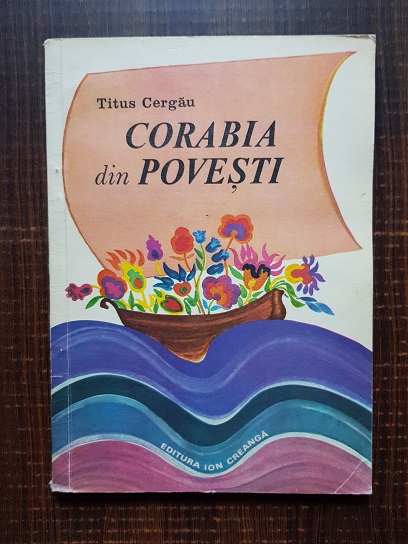 Titus Cergău
CORABIA
din POVEȘTI
EDITURA ION CREANGĂ